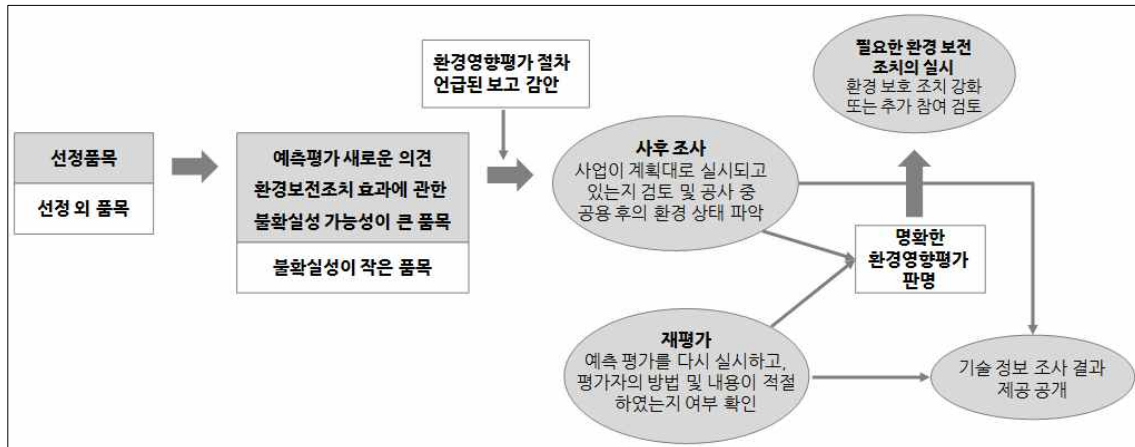 환경영향평가 절차
언급된 보고 감안
필요한 환경 보전
조치의 실시
환경 보호 조치 강화
또는 추가 참여 검토
선정품목
선정 외 품목
예측평가 새로운 의견
환경보전조치 효과에 관한
불확실성 가능성이 큰 품목
불확실성이 작은 품목
사후 조사
사업이 계획대로 실시되고
있는지 검토 및 공사 중
공용 후의 환경 상태 파악
명확한
환경영향평가
판명
재평가
예측 평가를 다시 실시하고,
평가자의 방법 및 내용이 적절
하였는지 여부 확인
기술 정보 조사 결과
제공 공개